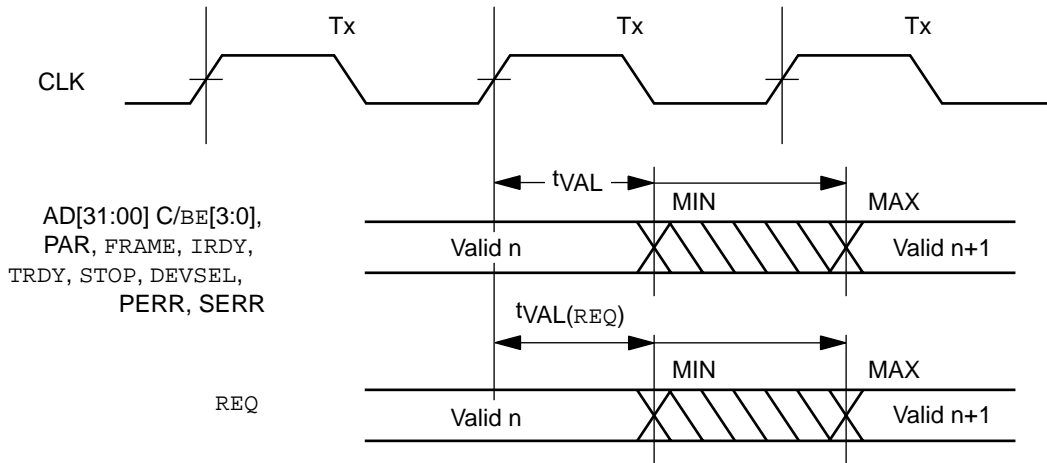 Tx Tx Tx
CLK
tVAL
MIN MAX
AD[31:00] C/BE[3:0],
PAR, FRAME, IRDY,
TRDY, STOP, DEVSEL,
PERR, SERR
Valid n Valid n+1
tVAL(REQ)
MIN MAX
REQ
Valid n Valid n+1